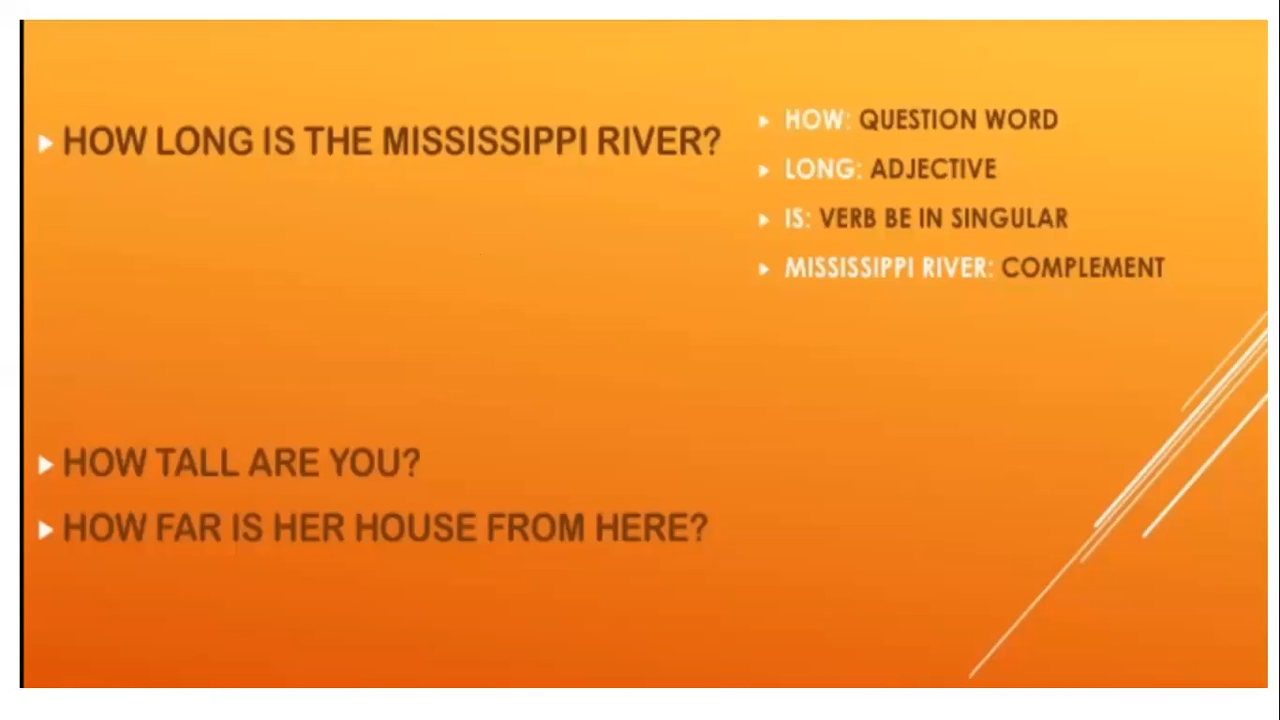 HOW LONG IS THE MISSISSIPPI RIVER?
HOW: QUESTION WORD
LONG: ADJECTIVE
IS: VERB BE IN SINGULAR
MISSISSIPPI RIVER: COMPLEMENT
HOW TALL ARE YOU?
HOW FAR IS HER HOUSE FROM HERE?